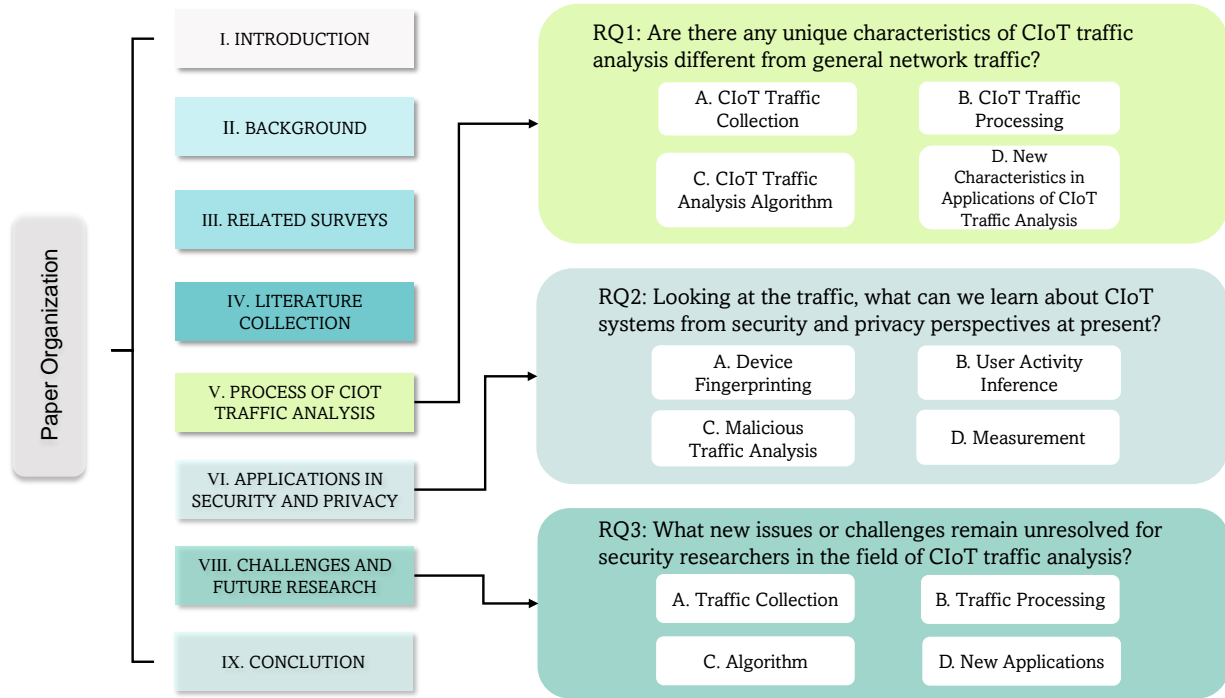 Paper Organization
I. INTRODUCTION
II. BACKGROUND
III. RELATED SURVEYS
IV. LITERATURE
COLLECTION
V. PROCESS OF CIOT
TRAFFIC ANALYSIS
VI. APPLICATIONS IN
SECURITY AND PRIVACY
VIII. CHALLENGES AND
FUTURE RESEARCH
IX. CONCLUTION
RQ1: Are there any unique characteristics of CIoT traffic
analysis different from general network traffic?
A. CIoT Traffic
Collection
B. CIoT Traffic
Processing
C. CIoT Traffic
Analysis Algorithm
D. New
Characteristics in
Applications of CIoT
Traffic Analysis
RQ2: Looking at the traffic, what can we learn about CIoT
systems from security and privacy perspectives at present?
A. Device
Fingerprinting
B. User Activity
Inference
C. Malicious
Traffic Analysis
D. Measurement
RQ3: What new issues or challenges remain unresolved for
security researchers in the field of CIoT traffic analysis?
A. Traffic Collection
B. Traffic Processing
C. Algorithm
D. New Applications